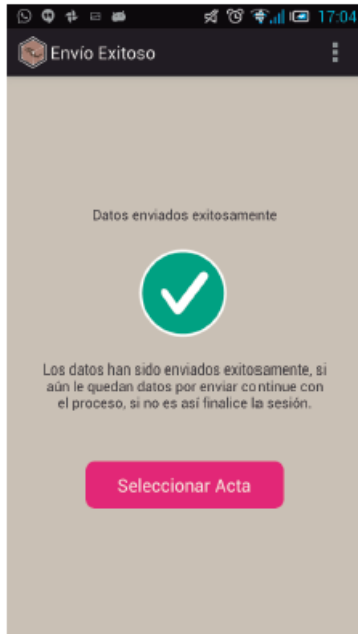 17:04
Envío Exitoso
Datos enviados exitosamente
Los datos han sido enviados exitosamente, si
aún le quedan datos por enviar continue con
el proceso, si no es así finalice la sesión.
Seleccionar Acta